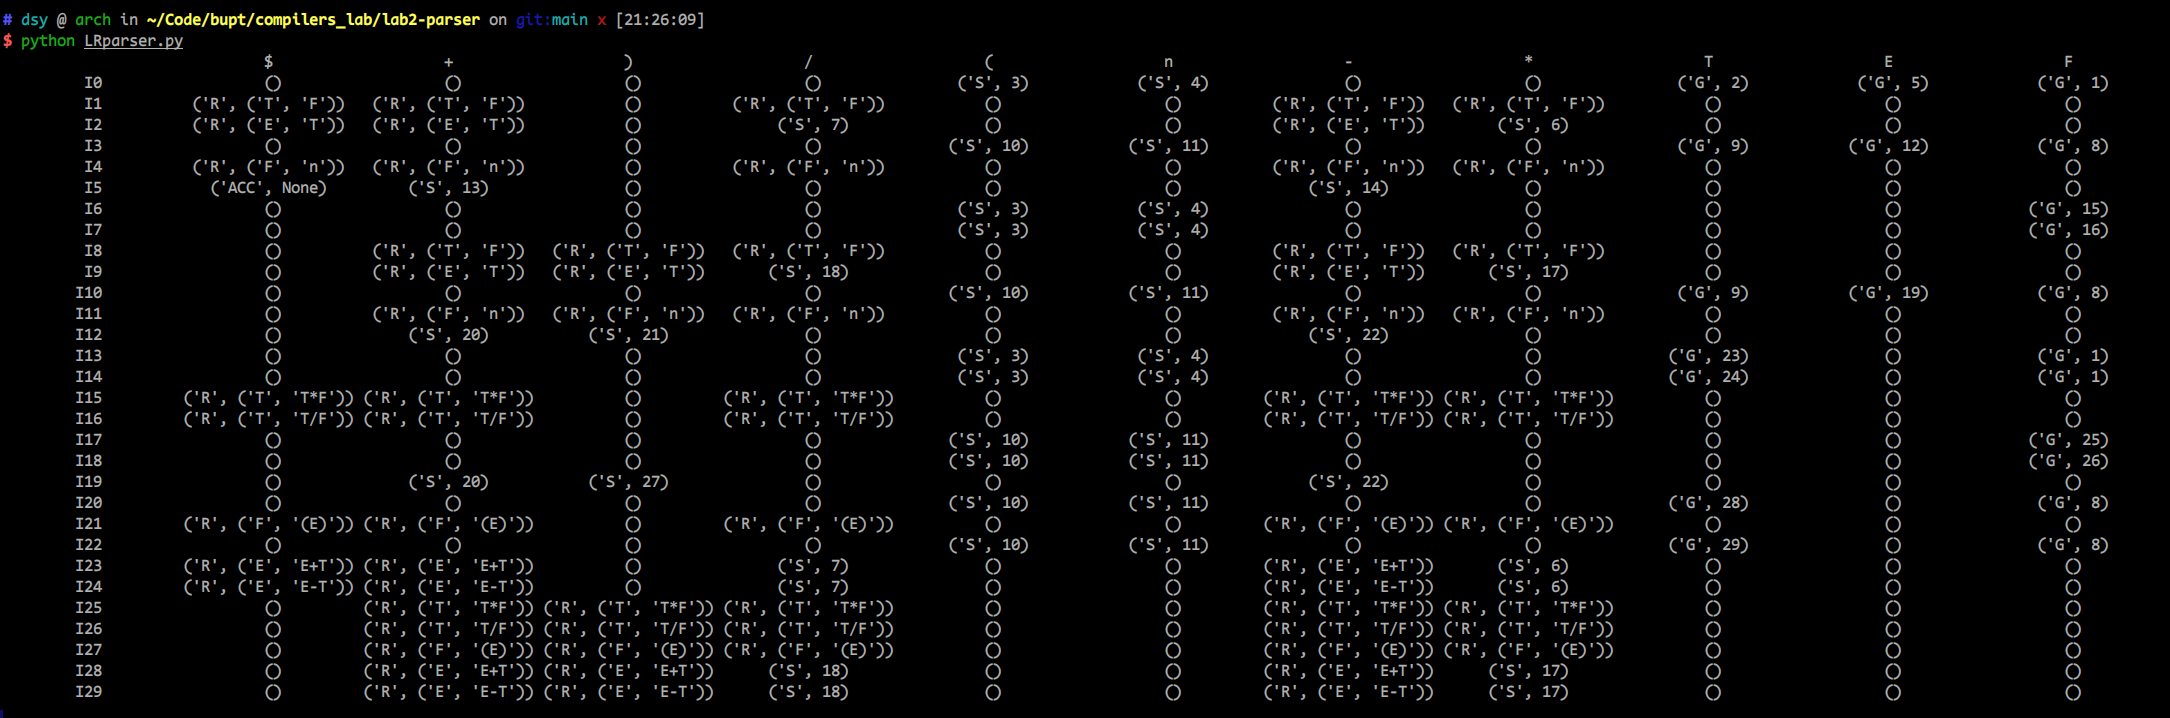 # dsy @ arch in ~/Code/bupt/compilers_lab/lab2-parser on git:main x [21:26:09]
$ python LRparser.py
$ + ) / ( n - * T E F
I0 () () () () ('S', 3) ('S', 4) () () ('G', 2) ('G', 5) ('G', 1)
I1 ('R', ('T', 'F')) ('R', ('T', 'F')) () ('R', ('T', 'F')) () () ('R', ('T', 'F')) ('R', ('T', 'F')) () () ()
I2 ('R', ('E', 'T')) ('R', ('E', 'T')) () ('S', 7) () () ('R', ('E', 'T')) ('S', 6) () () ()
I3 () () () () ('S', 10) ('S', 11) () () ('G', 9) ('G', 12) ('G', 8)
I4 ('R', ('F', 'n')) ('R', ('F', 'n')) () ('R', ('F', 'n')) () () ('R', ('F', 'n')) ('R', ('F', 'n')) () () ()
I5 ('ACC', None) ('S', 13) () () () () ('S', 14) () () () ()
I6 () () () () ('S', 3) ('S', 4) () () () () ('G', 15)
I7 () () () () ('S', 3) ('S', 4) () () () () ('G', 16)
I8 () ('R', ('T', 'F')) ('R', ('T', 'F')) ('R', ('T', 'F')) () () ('R', ('T', 'F')) ('R', ('T', 'F')) () () ()
I9 () ('R', ('E', 'T')) ('R', ('E', 'T')) ('S', 18) () () ('R', ('E', 'T')) ('S', 17) () () ()
I10 () () () () ('S', 10) ('S', 11) () () ('G', 9) ('G', 19) ('G', 8)
I11 () ('R', ('F', 'n')) ('R', ('F', 'n')) ('R', ('F', 'n')) () () ('R', ('F', 'n')) ('R', ('F', 'n')) () () ()
I12 () ('S', 20) ('S', 21) () () () ('S', 22) () () () ()
I13 () () () () ('S', 3) ('S', 4) () () ('G', 23) () ('G', 1)
I14 () () () () ('S', 3) ('S', 4) () () ('G', 24) () ('G', 1)
I15 ('R', ('T', 'T*F')) ('R', ('T', 'T*F')) () ('R', ('T', 'T*F')) () () ('R', ('T', 'T*F')) ('R', ('T', 'T*F')) () () ()
I16 ('R', ('T', 'T/F')) ('R', ('T', 'T/F')) () ('R', ('T', 'T/F')) () () ('R', ('T', 'T/F')) ('R', ('T', 'T/F')) () () ()
I17 () () () () ('S', 10) ('S', 11) () () () () ('G', 25)
I18 () () () () ('S', 10) ('S', 11) () () () () ('G', 26)
I19 () ('S', 20) ('S', 27) () () () ('S', 22) () () () ()
I20 () () () () ('S', 10) ('S', 11) () () ('G', 28) () ('G', 8)
I21 ('R', ('F', '(E)')) ('R', ('F', '(E)')) () ('R', ('F', '(E)')) () () ('R', ('F', '(E)')) ('R', ('F', '(E)')) () () ()
I22 () () () () ('S', 10) ('S', 11) () () ('G', 29) () ('G', 8)
I23 ('R', ('E', 'E+T')) ('R', ('E', 'E+T')) () ('S', 7) () () ('R', ('E', 'E+T')) ('S', 6) () () ()
I24 ('R', ('E', 'E-T')) ('R', ('E', 'E-T')) () ('S', 7) () () ('R', ('E', 'E-T')) ('S', 6) () () ()
I25 () ('R', ('T', 'T*F')) ('R', ('T', 'T*F')) ('R', ('T', 'T*F')) () () ('R', ('T', 'T*F')) ('R', ('T', 'T*F')) () () ()
I26 () ('R', ('T', 'T/F')) ('R', ('T', 'T/F')) ('R', ('T', 'T/F')) () () ('R', ('T', 'T/F')) ('R', ('T', 'T/F')) () () ()
I27 () ('R', ('F', '(E)')) ('R', ('F', '(E)')) ('R', ('F', '(E)')) () () ('R', ('F', '(E)')) ('R', ('F', '(E)')) () () ()
I28 () ('R', ('E', 'E+T')) ('R', ('E', 'E+T')) ('S', 18) () () ('R', ('E', 'E+T')) ('S', 17) () () ()
I29 () ('R', ('E', 'E-T')) ('R', ('E', 'E-T')) ('S', 18) () () ('R', ('E', 'E-T')) ('S', 17) () () ()